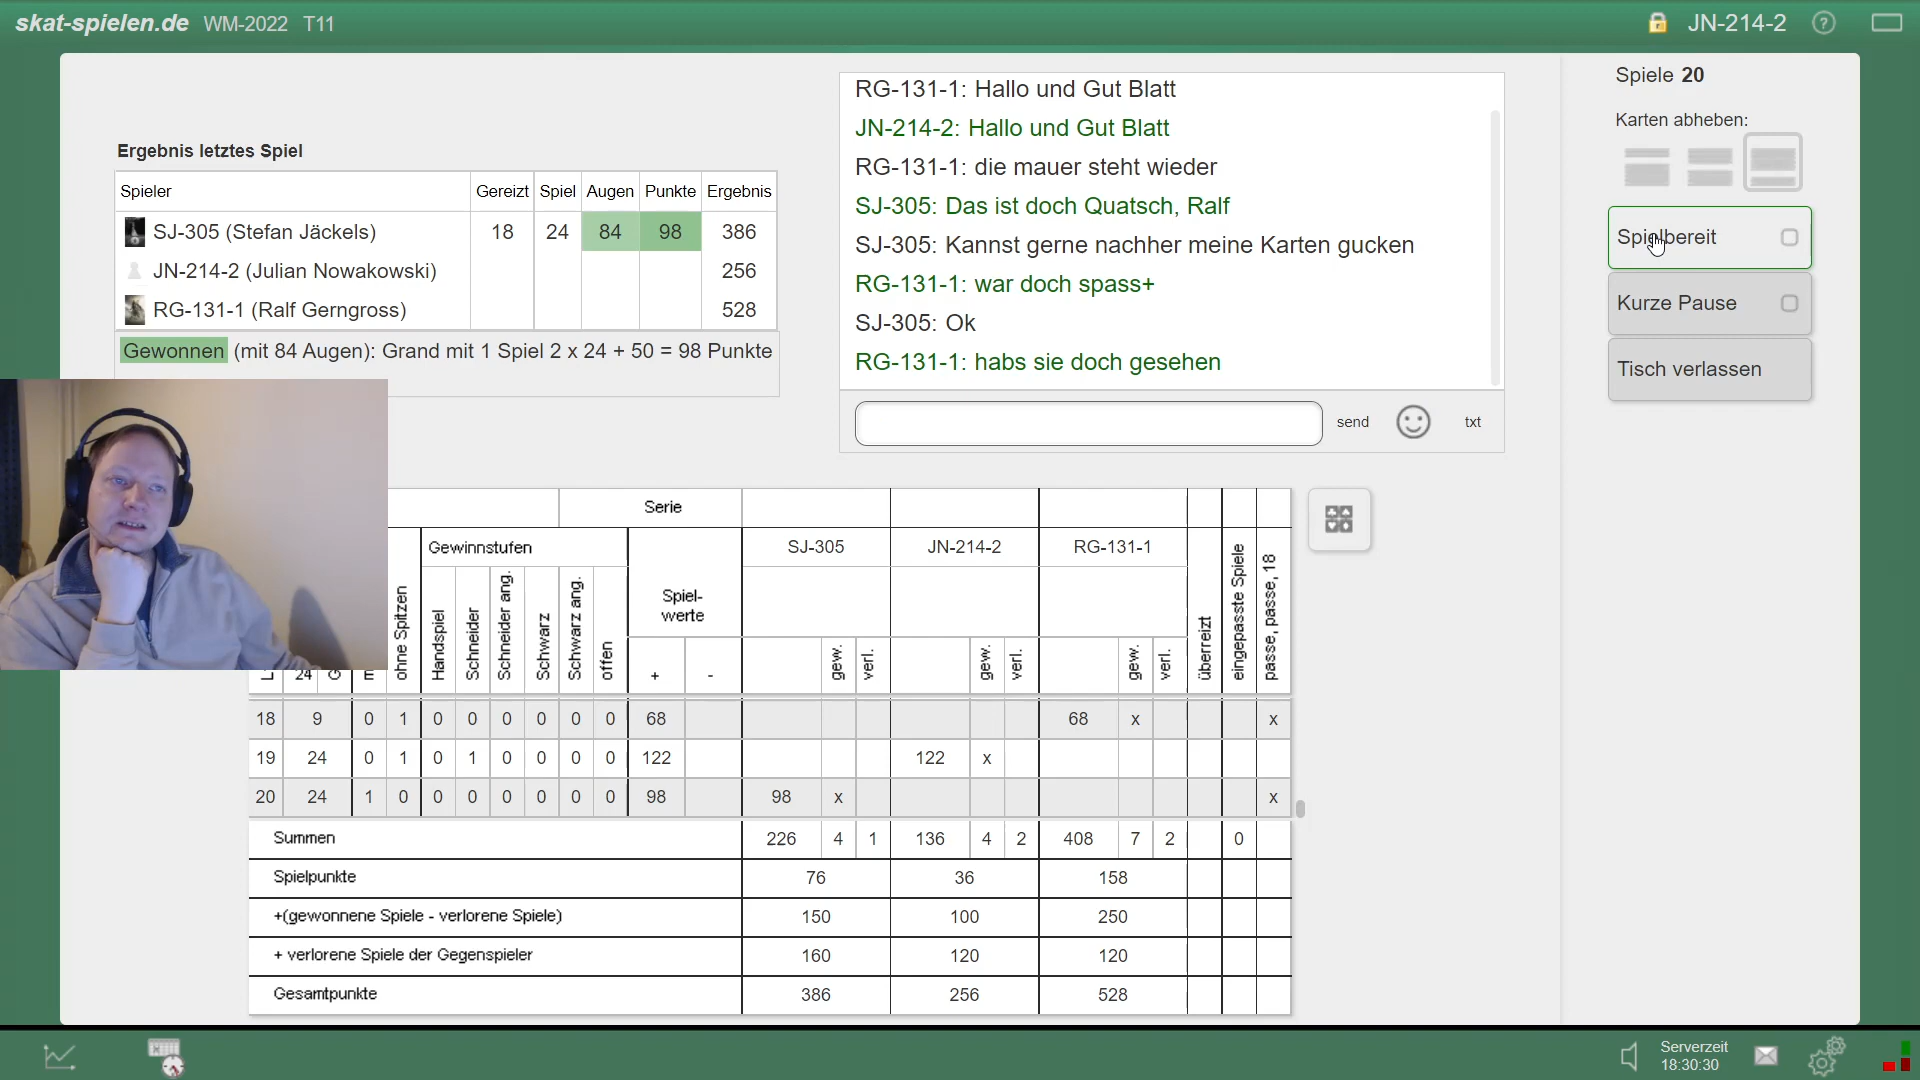 skat-spielen.de WM-2022 T11
JN-214-2 ?
Ergebnis letztes Spiel
Spieler Gereizt Spiel Augen Punkte Ergebnis
SJ-305 (Stefan Jäckels) 18 24 84 98 386
JN-214-2 (Julian Nowakowski) 256
RG-131-1 (Ralf Gerngross) 528
Gewonnen (mit 84 Augen): Grand mit 1 Spiel 2 x 24 + 50 = 98 Punkte
RG-131-1: Hallo und Gut Blatt
JN-214-2: Hallo und Gut Blatt
RG-131-1: die mauer steht wieder
SJ-305: Das ist doch Quatsch, Ralf
SJ-305: Kannst gerne nachher meine Karten gucken
RG-131-1: war doch spass+
SJ-305: Ok
RG-131-1: habs sie doch gesehen
send txt
Spiele 20
Karten abheben:
Spielbereit
Kurze Pause
Tisch verlassen
Serie
Gewinnstufen
SJ-305 JN-214-2 RG-131-1
Spiel-
werte
24
ohne Spitzen
Handspiel
Schneider
Schneider ang.
Schwarz
Schwarz ang.
offen
+ -
gew. verl. gew. verl. gew. verl.
überreizt
eingepasste Spiele
passe, passe, 18
18 9 0 1 0 0 0 0 0 0 68 68 x x
19 24 0 1 0 1 0 0 0 0 122 122 x
20 24 1 0 0 0 0 0 0 0 98 98 x x
Summen 226 4 1 136 4 2 408 7 2 0
Spielpunkte 76 36 158
+(gewonnene Spiele - verlorene Spiele) 150 100 250
+ verlorene Spiele der Gegenspieler 160 120 120
Gesamtpunkte 386 256 528
Serverzeit
18:30:30